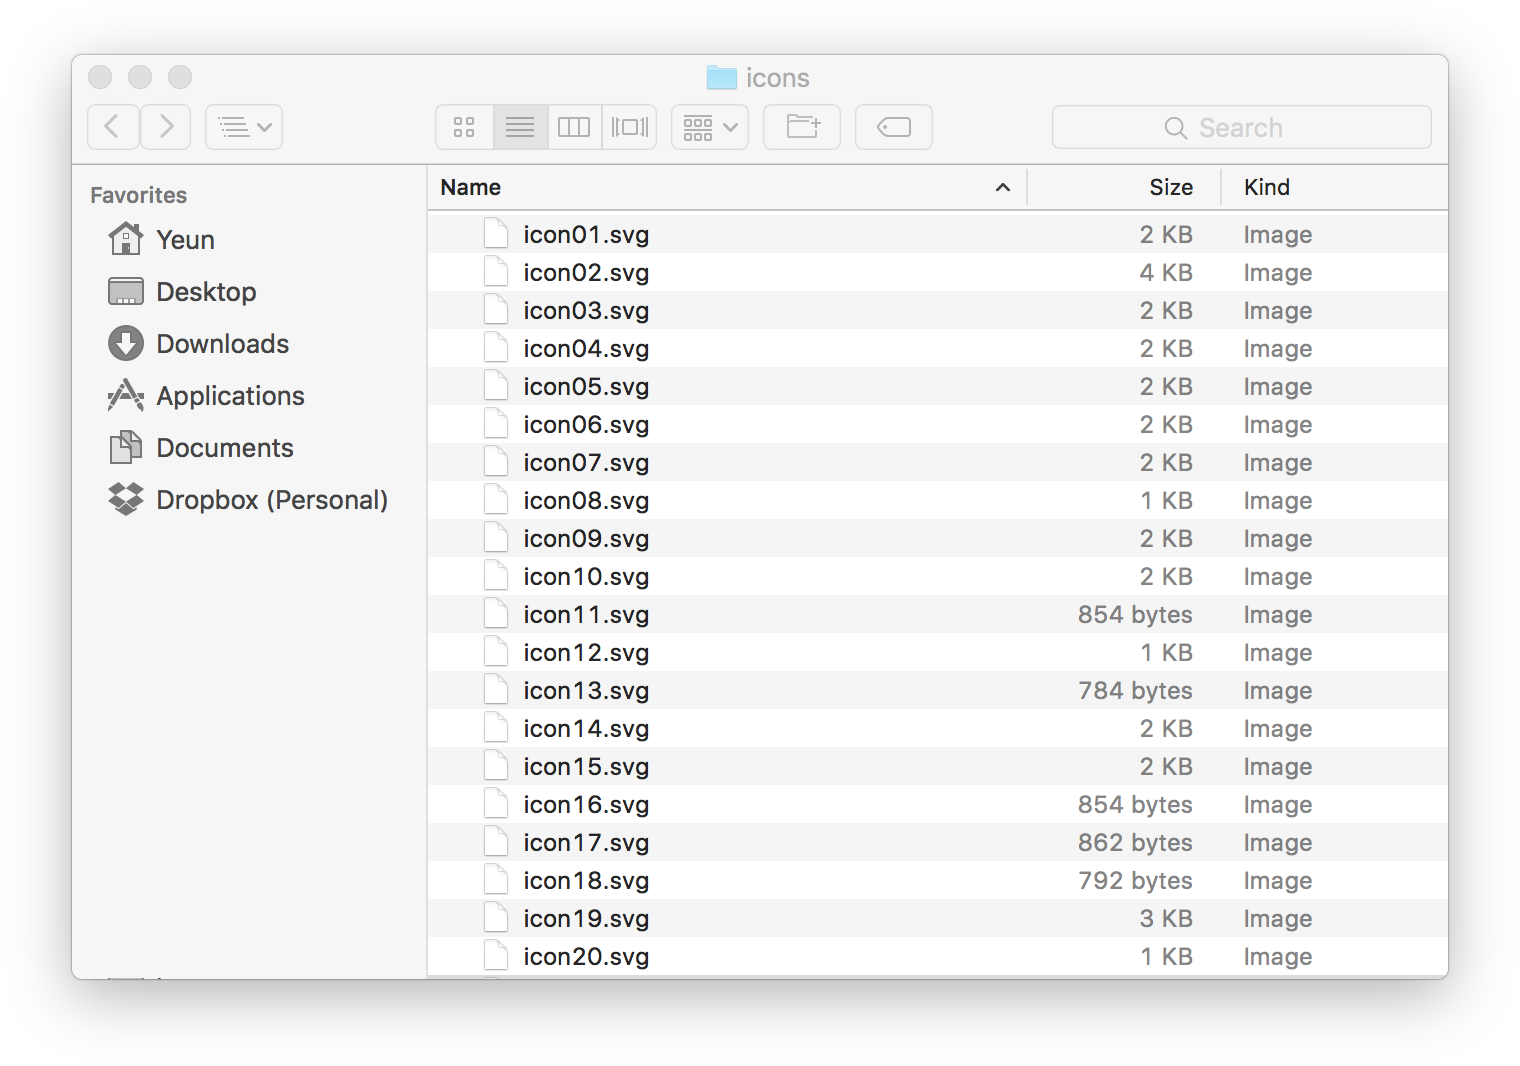 icons
Search
Favorites
Yeun
Desktop
Downloads
Applications
Documents
Dropbox (Personal)
Name Size Kind
icon01.svg 2 KB Image
icon02.svg 4 KB Image
icon03.svg 2 KB Image
icon04.svg 2 KB Image
icon05.svg 2 KB Image
icon06.svg 2 KB Image
icon07.svg 2 KB Image
icon08.svg 1 KB Image
icon09.svg 2 KB Image
icon10.svg 2 KB Image
icon11.svg 854 bytes Image
icon12.svg 1 KB Image
icon13.svg 784 bytes Image
icon14.svg 2 KB Image
icon15.svg 2 KB Image
icon16.svg 854 bytes Image
icon17.svg 862 bytes Image
icon18.svg 792 bytes Image
icon19.svg 3 KB Image
icon20.svg 1 KB Image